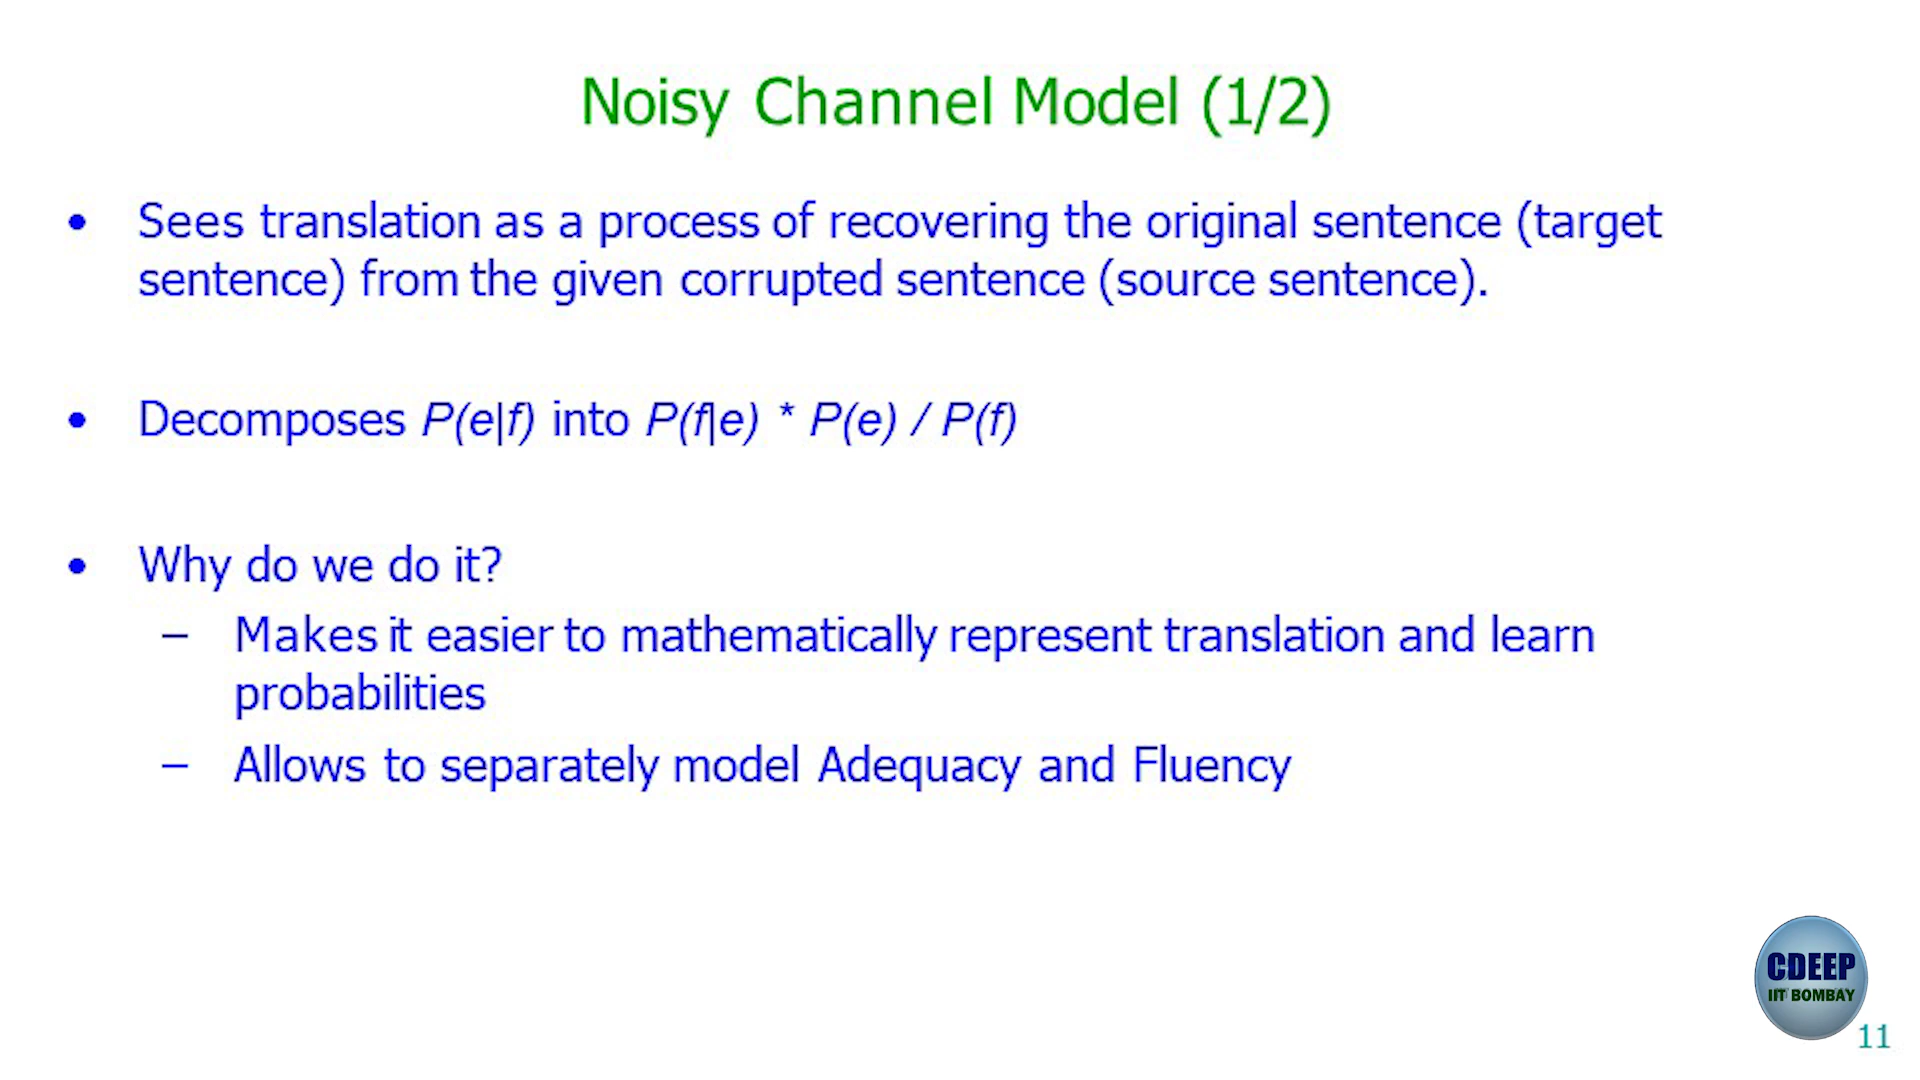 Noisy Channel Model (1/2)
• Sees translation as a process of recovering the original sentence (target
sentence) from the given corrupted sentence (source sentence).
• Decomposes P(e|f) into P(f|e) * P(e) / P(f)
• Why do we do it?
– Makes it easier to mathematically represent translation and learn
probabilities
– Allows to separately model Adequacy and Fluency
CDEEP
IIT BOMBAY
11